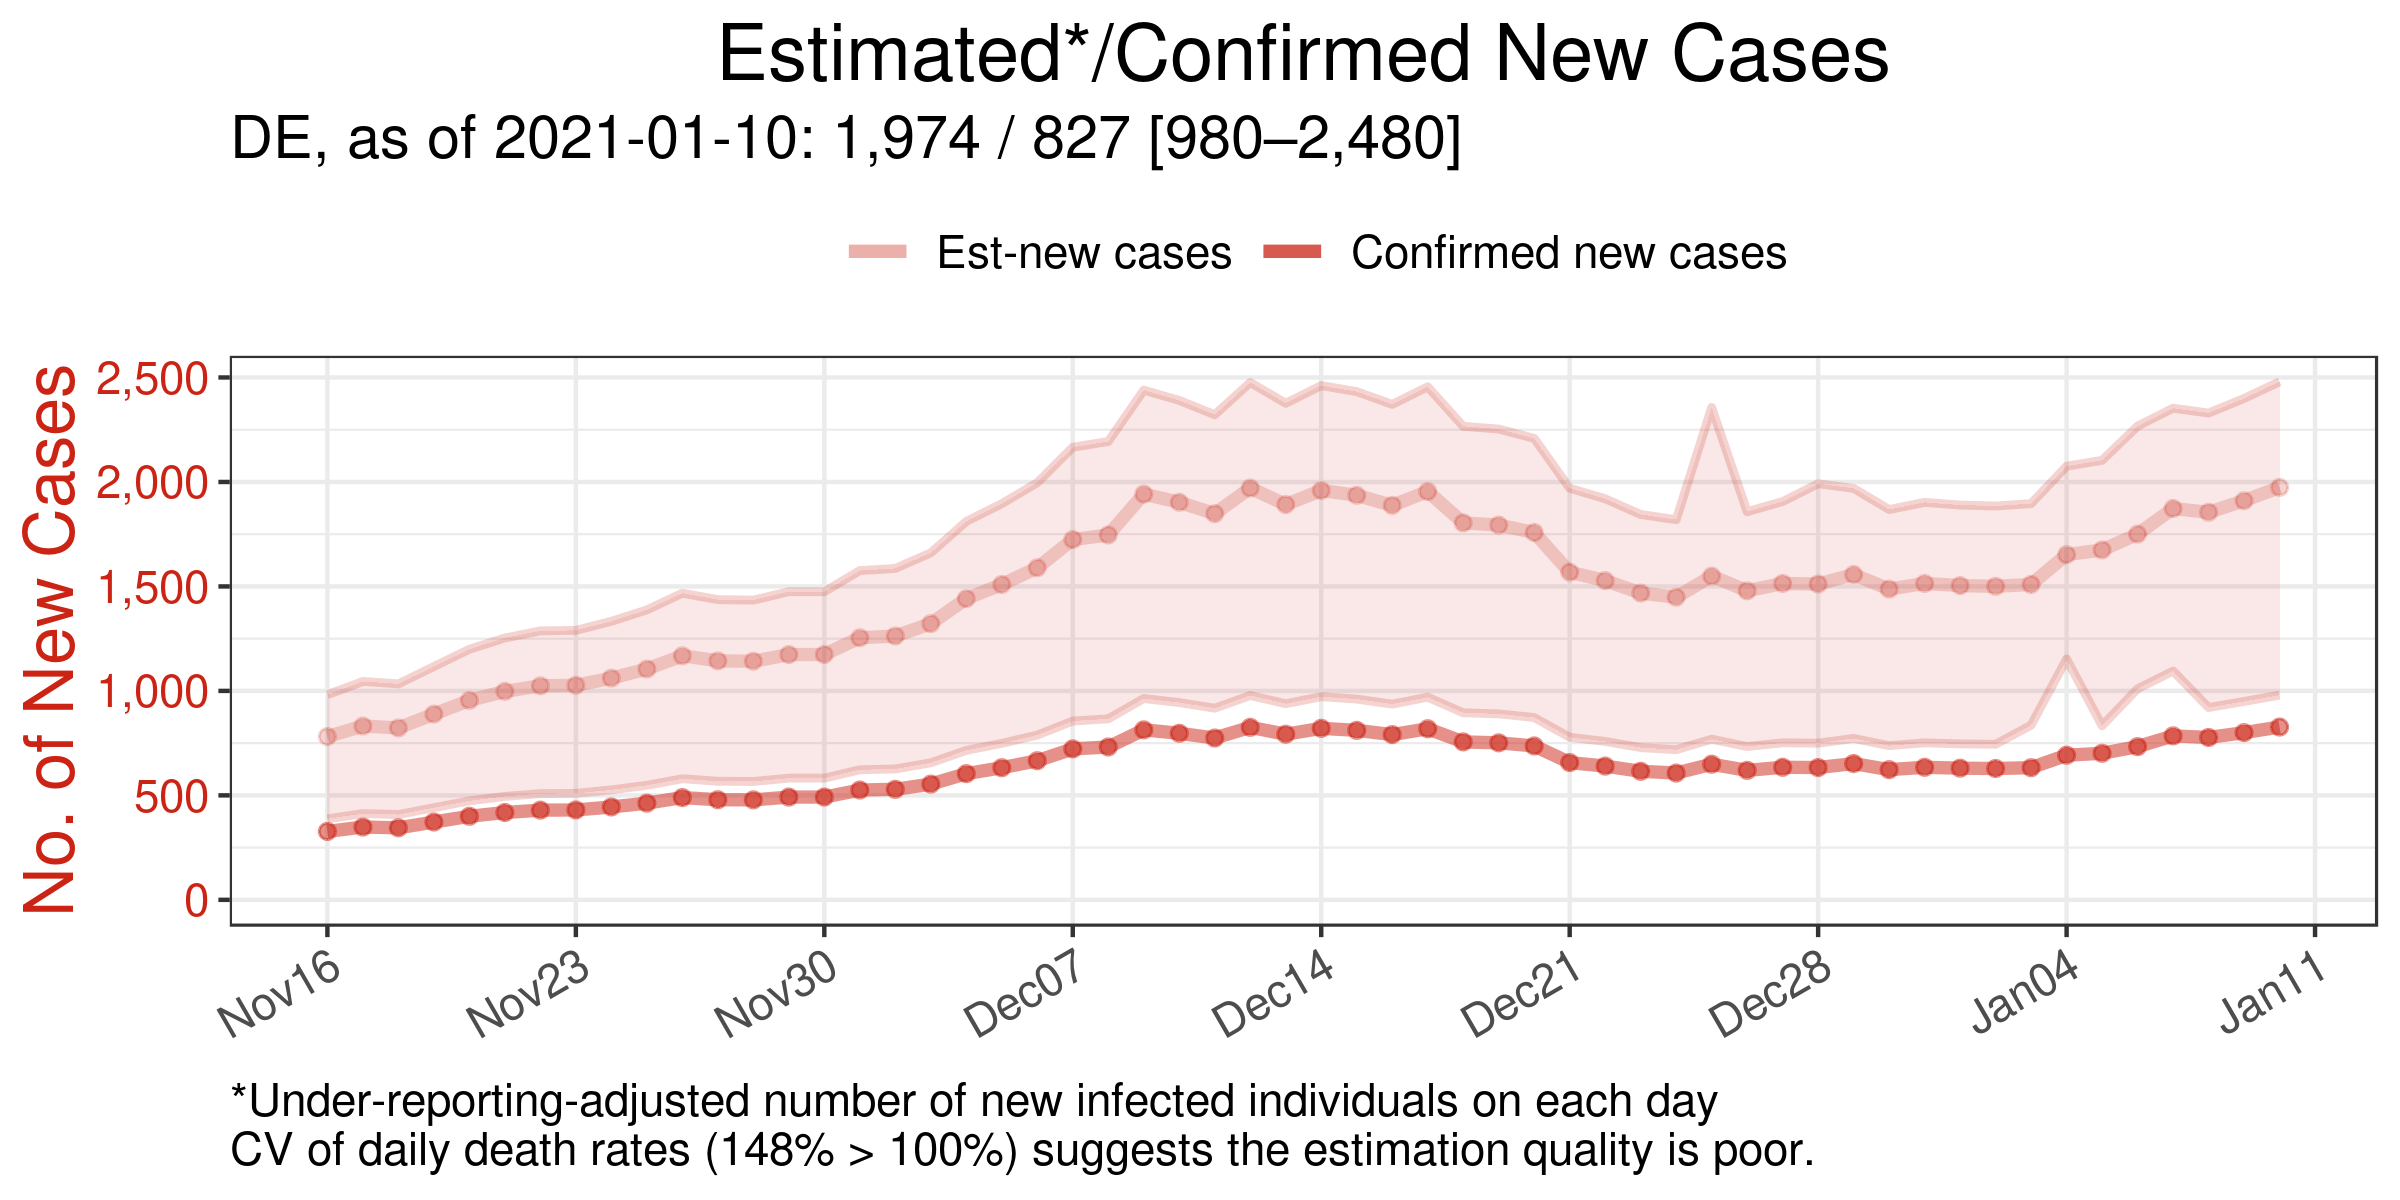 Estimated*/Confirmed New Cases
DE, as of 2021-01-10: 1,974 / 827 [980–2,480]
Est-new cases
Confirmed new cases
No. of New Cases
2,500
2,000
1,500
1,000
500
0
Nov16
Nov23
Nov30
Dec07
Dec14
Dec21
Dec28
Jan04
Jan11
*Under-reporting-adjusted number of new infected individuals on each day
CV of daily death rates (148% > 100%) suggests the estimation quality is poor.